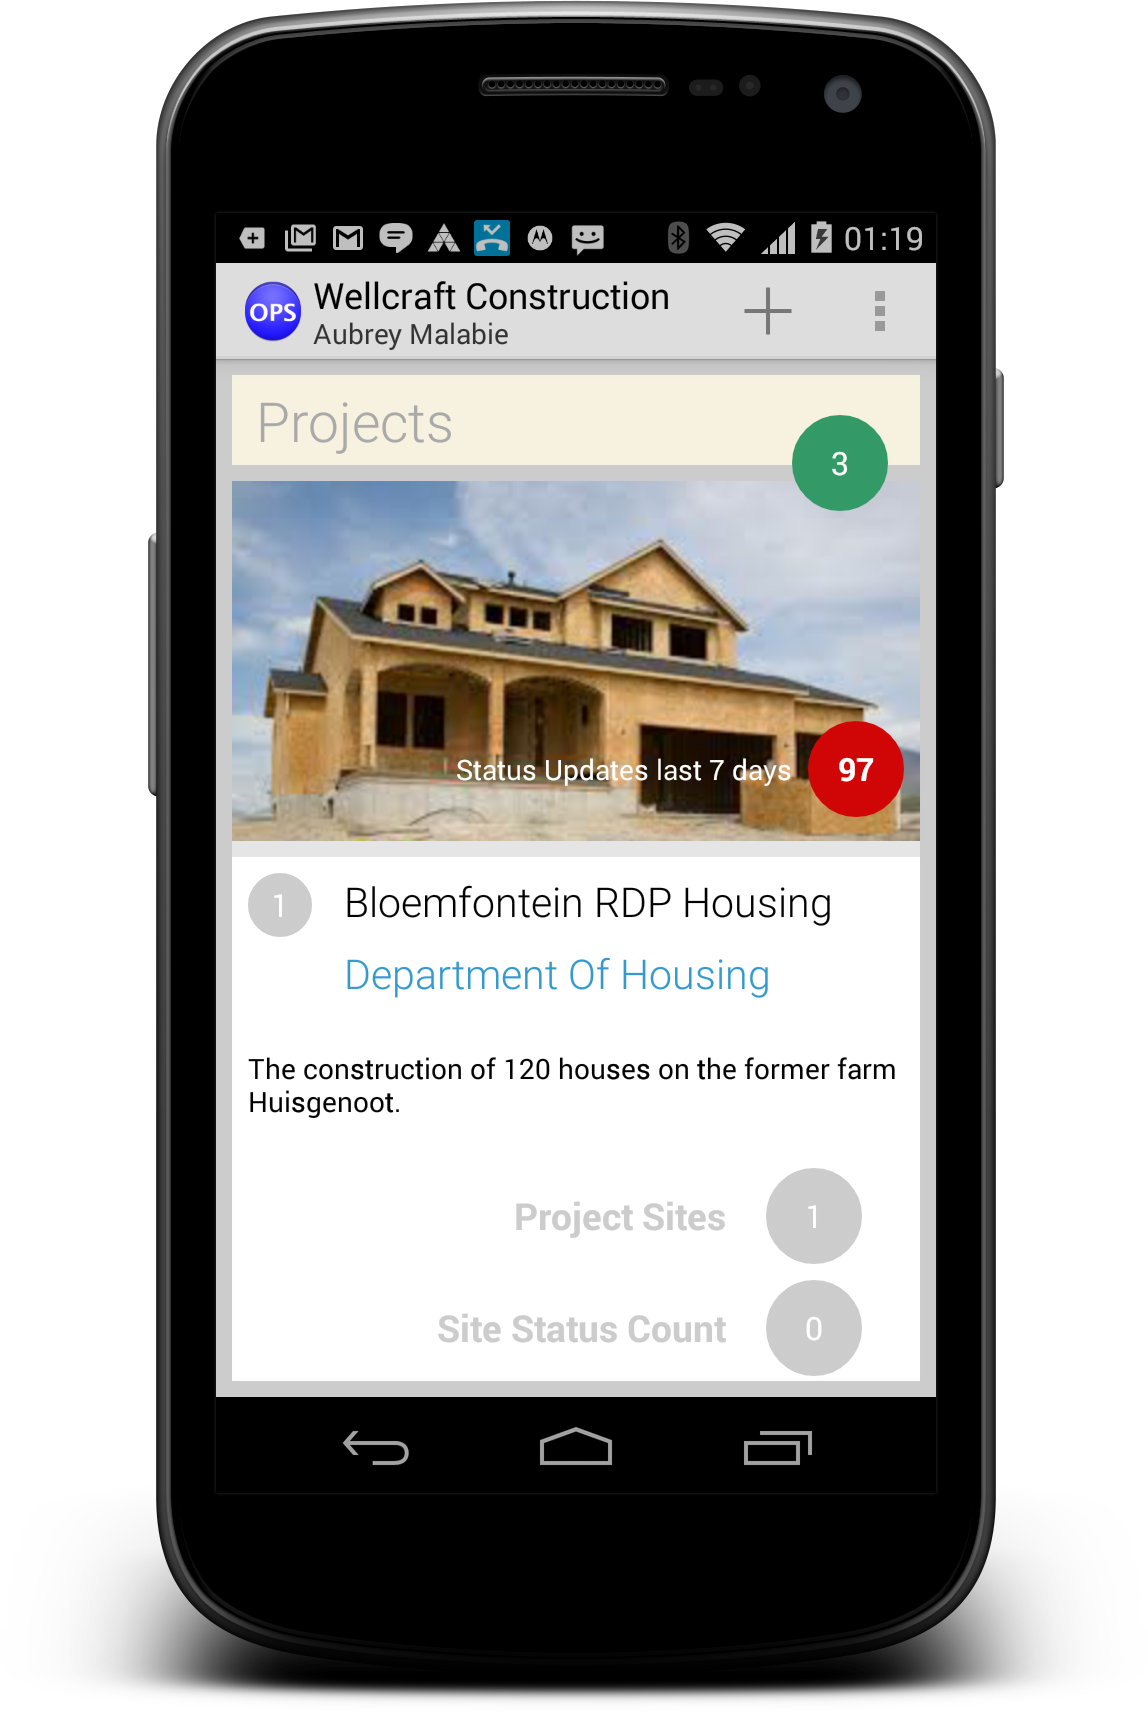 01:19
OPS
Wellcraft Construction
Aubrey Malabie
Projects
3
Status Updates last 7 days 97
1 Bloemfontein RDP Housing
Department Of Housing
The construction of 120 houses on the former farm
Huisgenoot.
Project Sites 1
Site Status Count 0